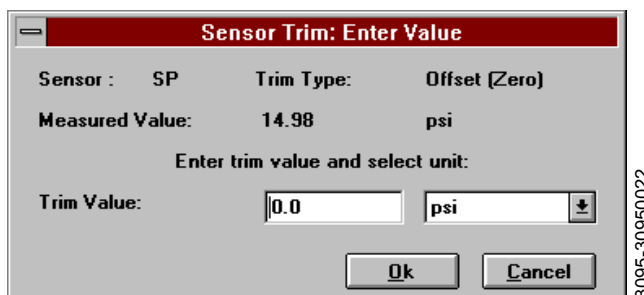 Sensor Trim: Enter Value
Sensor : SP Trim Type: Offset (Zero)
Measured Value: 14.98 psi
Enter trim value and select unit:
Trim Value: 0.0 psi
Ok Cancel
3095-30950022